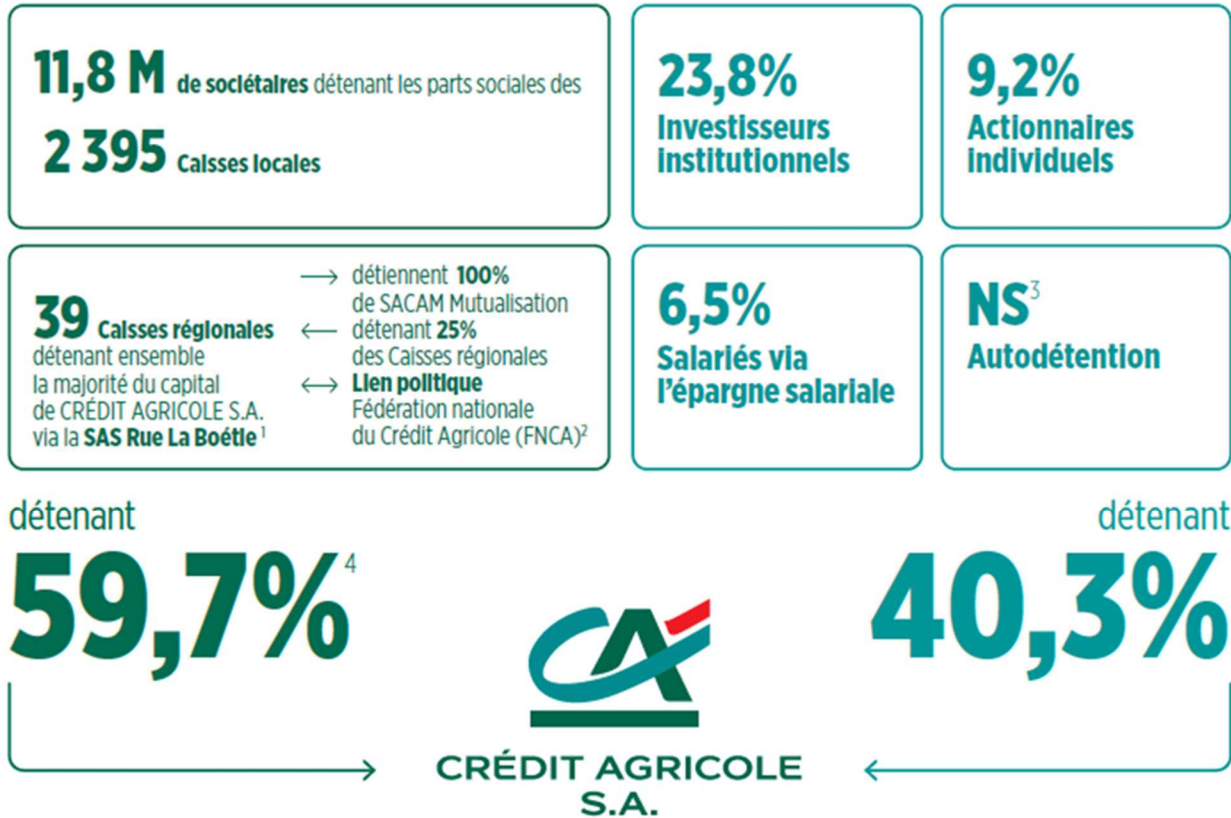 11,8 M de sociétaires détenant les parts sociales des
2 395 Caisses locales
23,8%
Investisseurs
institutionnels
9,2%
Actionnaires
individuels
39 Caisses régionales
détenant ensemble
la majorité du capital
de CRÉDIT AGRICOLE S.A.
via la SAS Rue La Boétie 1
→ détiennent 100%
de SACAM Mutualisation
← détenant 25%
des Caisses régionales
↔ Lien politique
Fédération nationale
du Crédit Agricole (FNCA)2
6,5%
Salariés via
l'épargne salariale
NS3
Autodétention
détenant
59,7%4
détenant
40,3%
CA
CRÉDIT AGRICOLE
S.A.